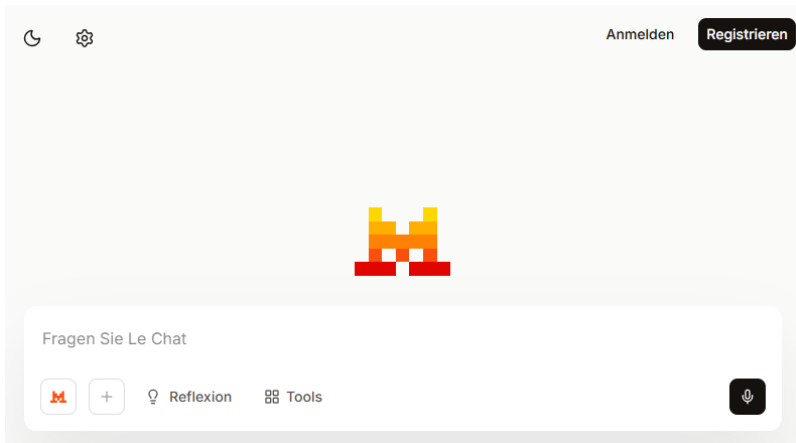 Anmelden
Registrieren
Fragen Sie Le Chat
Reflexion
Tools